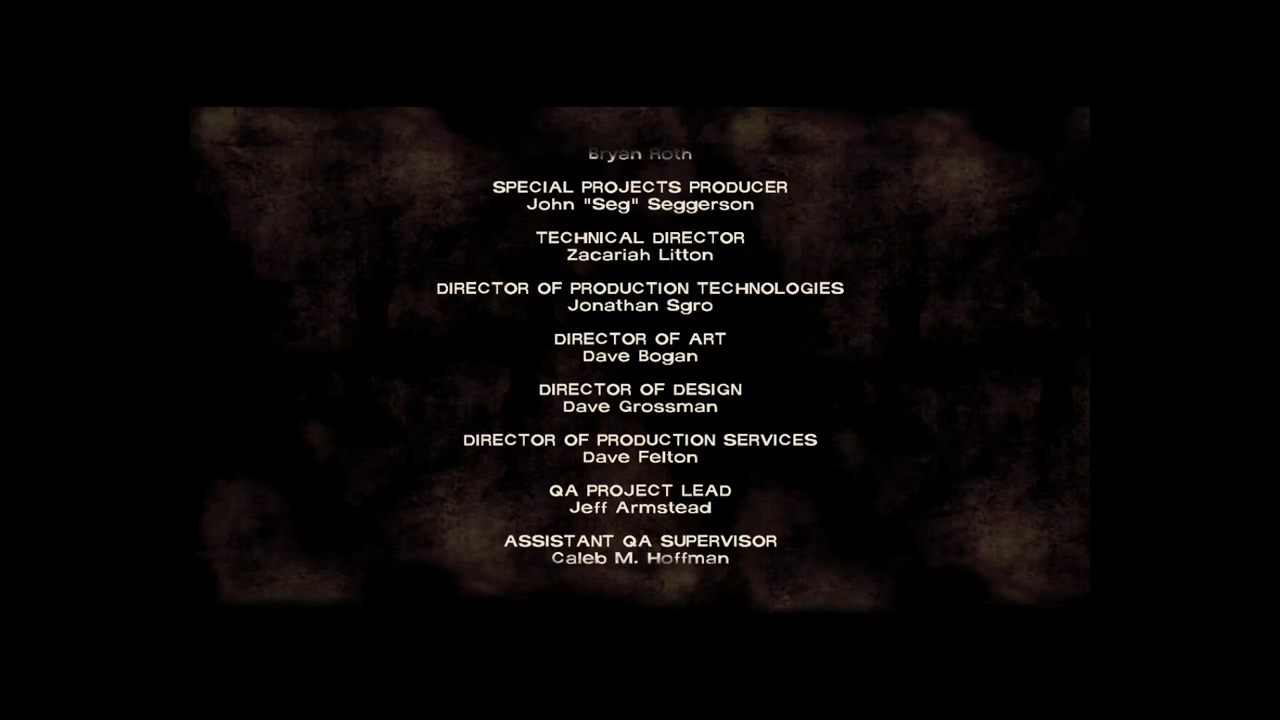 Bryan Roth
SPECIAL PROJECTS PRODUCER
John "Seg" Seggerson
TECHNICAL DIRECTOR
Zacariah Litton
DIRECTOR OF PRODUCTION TECHNOLOGIES
Jonathan Sgro
DIRECTOR OF ART
Dave Bogan
DIRECTOR OF DESIGN
Dave Grossman
DIRECTOR OF PRODUCTION SERVICES
Dave Felton
QA PROJECT LEAD
Jeff Armstead
ASSISTANT QA SUPERVISOR
Caleb M. Hoffman